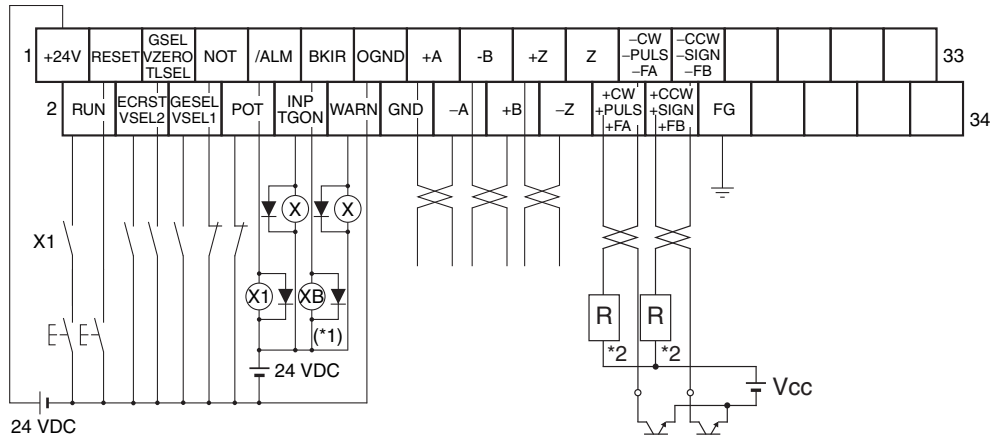 1
+24V
RESET
GSEL
VZERO
TLSEL
NOT
/ALM
BKIR
OGND
+A
-B
+Z
Z
–CW
–PULS
–FA
–CCW
–SIGN
–FB
33
2
RUN
ECRST
VSEL2
GESEL
VSEL1
POT
INP
TGON
WARN
GND
–A
+B
–Z
+CW
+PULS
+FA
+CCW
+SIGN
+FB
FG
34
X
X
X1
X1
XB
(*1)
R
R
*2
*2
24 VDC
Vcc
24 VDC